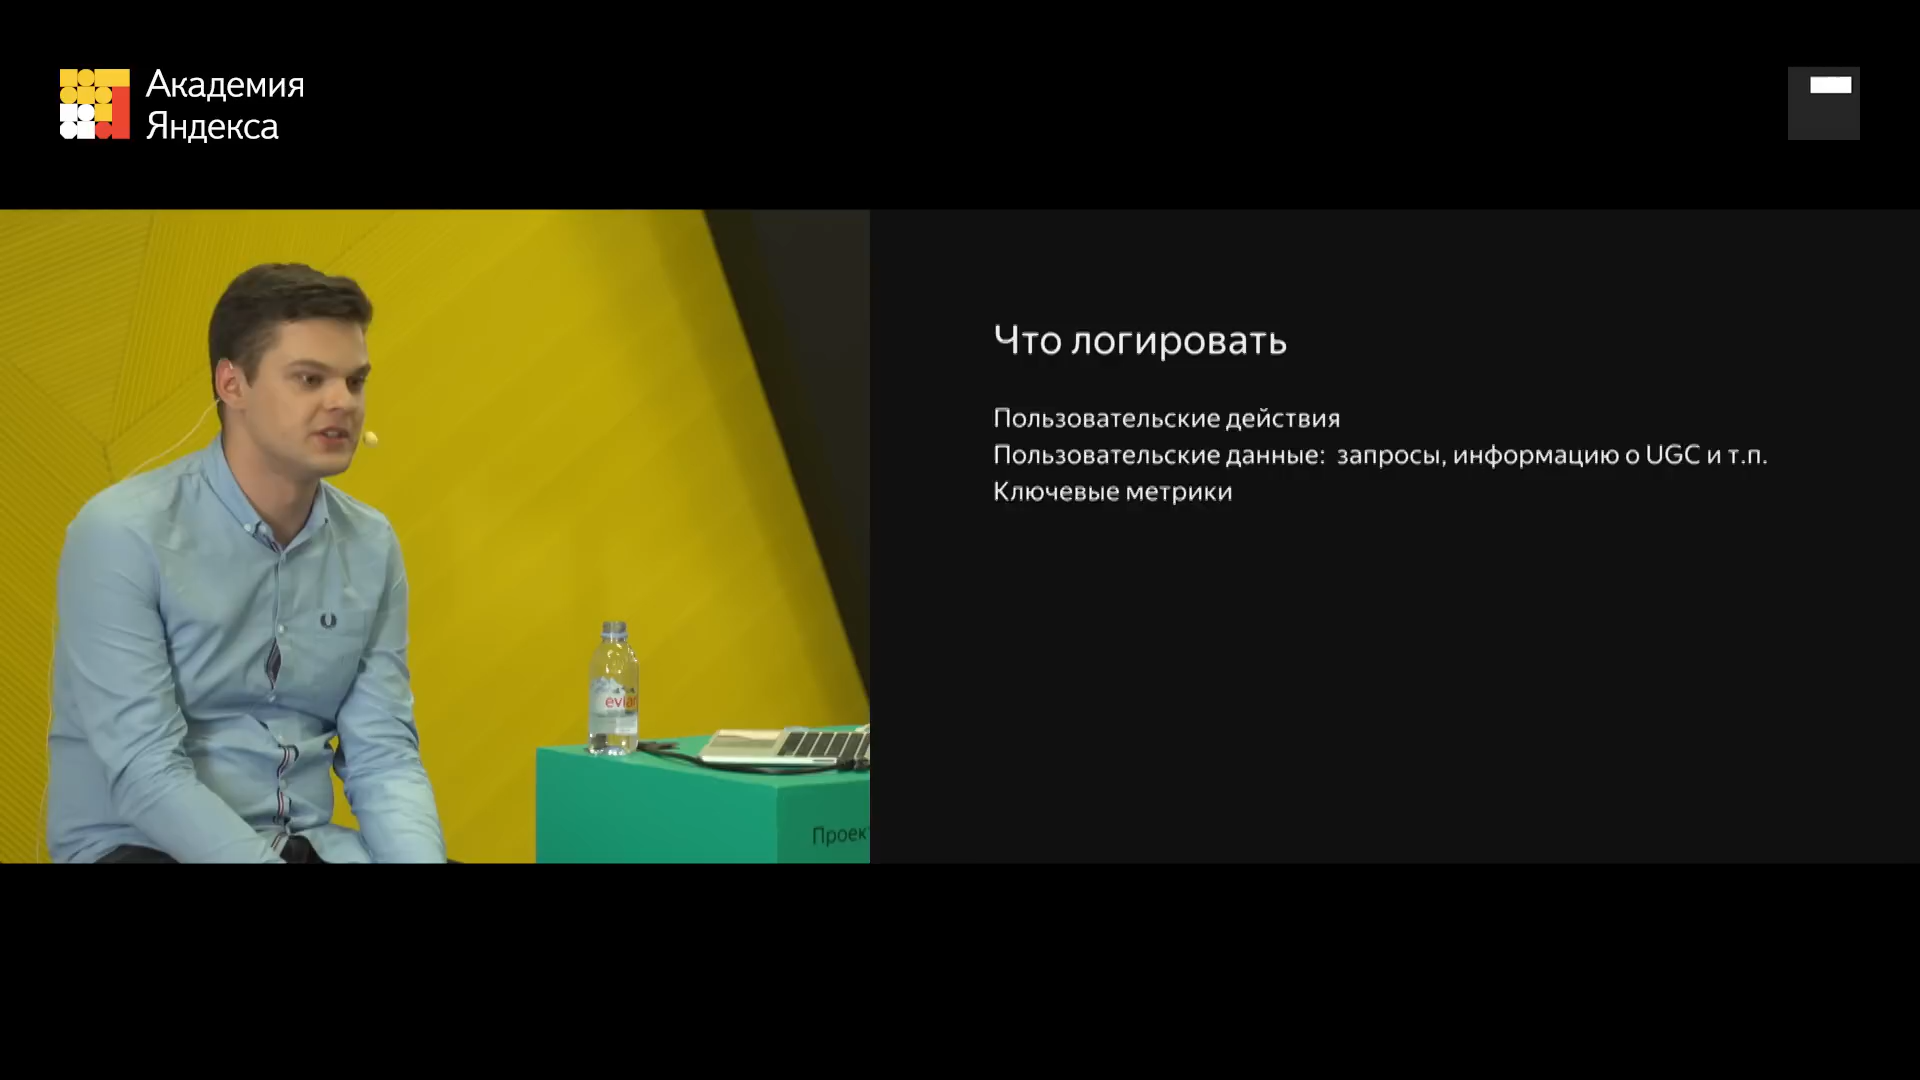 Академия
Яндекса
Что логировать
Пользовательские действия
Пользовательские данные: запросы, информацию о UGC и т.п.
Ключевые метрики
evian
Проек